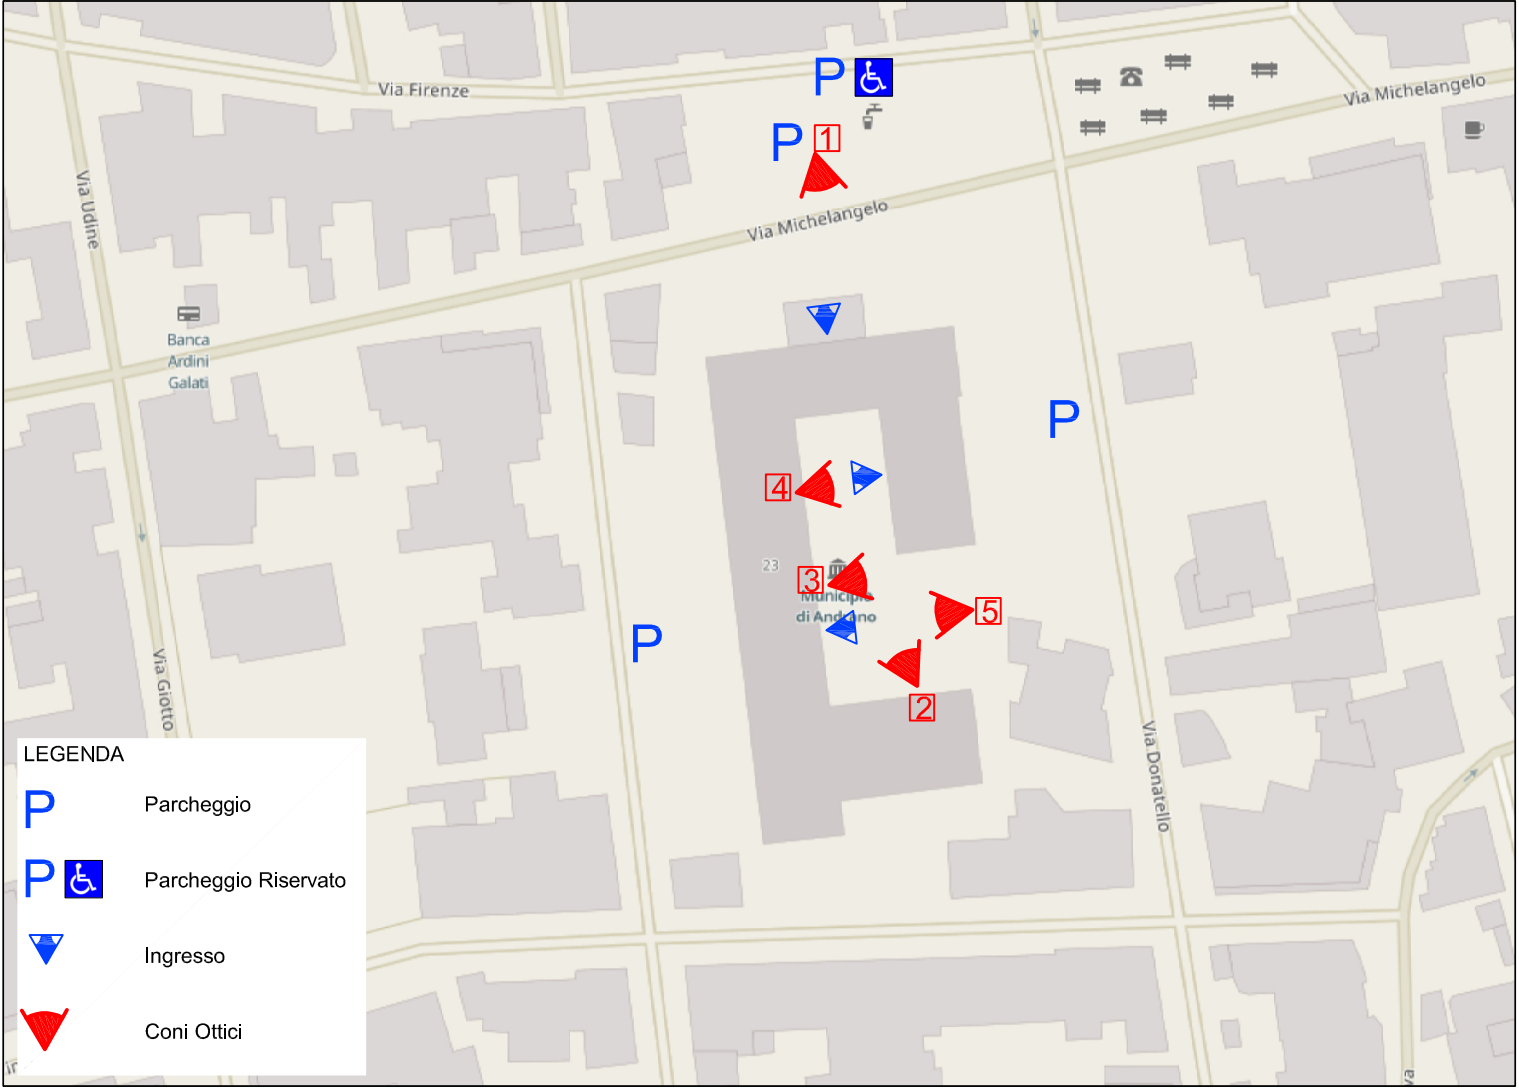 P
Via Firenze
Via Michelangelo
P
1
Via Udine
Via Michelangelo
Banca
Ardini
Galati
P
4
23
3
Municipio
di Andrano
5
P
2
Via Giotto
Via Donatello
LEGENDA
P Parcheggio
P Parcheggio Riservato
Ingresso
Coni Ottici